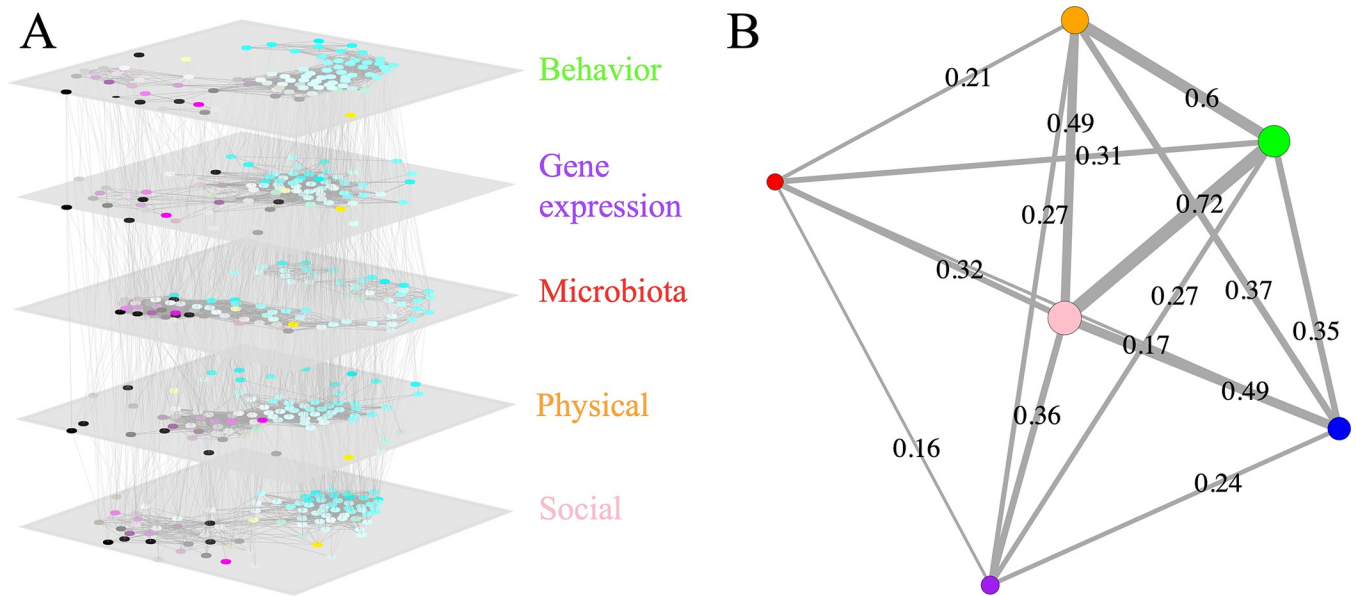 A
Behavior
Gene
expression
Microbiota
Physical
Social
B
0.21
0.6
0.49
0.31
0.72
0.27
0.32
0.27
0.37
0.35
0.17
0.49
0.36
0.16
0.24